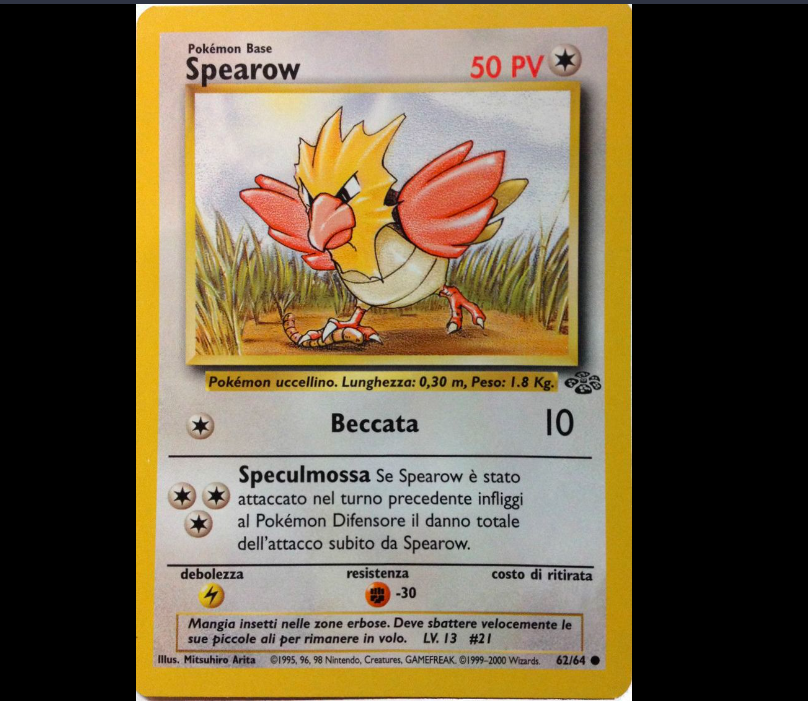 Pokémon Base
Spearow
50 PV
Pokémon uccellino. Lunghezza: 0,30 m, Peso: 1.8 Kg.
Beccata 10
Speculmossa Se Spearow è stato
attaccato nel turno precedente infliggi
al Pokémon Difensore il danno totale
dell'attacco subito da Spearow.
debolezza resistenza costo di ritirata
-30
Mangia insetti nelle zone erbose. Deve sbattere velocemente le
sue piccole ali per rimanere in volo. LV. 13 #21
Illus. Mitsuhiro Arita ©1995, 96, 98 Nintendo, Creatures, GAMEFREAK. ©1999-2000 Wizards. 62/64